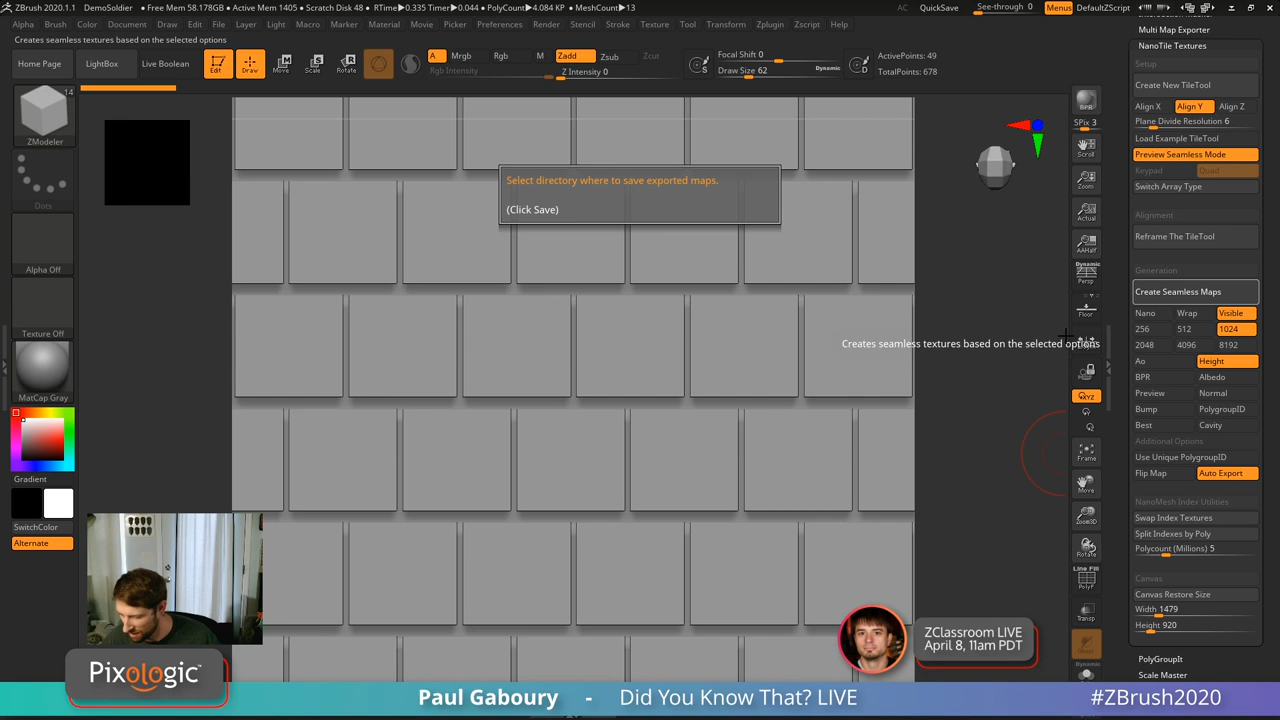 ZBrush 2020.1.1 DemoSoldier • Free Mem 58.178GB • Active Mem 1405 • Scratch Disk 48 • RTime▶0.335 Timer▶0.044 • PolyCount▶4.084 KP • MeshCount▶13
AC QuickSave See-through 0 Menus DefaultZScript
Alpha Brush Color Document Draw Edit File Layer Light Macro Marker Material Movie Picker Preferences Render Stencil Stroke Texture Tool Transform Zplugin Zscript Help
Creates seamless textures based on the selected options
Home Page LightBox Live Boolean
Edit Draw Move Scale Rotate
A Mrgb Rgb M Zadd Zsub Cut
Rgb Intensity Z Intensity 0
Focal Shift 0
Draw Size 62 Dynamic
S D
ActivePoints: 49
TotalPoints: 678
14
ZModeler
Dots
Alpha Off
Texture Off
MatCap Gray
Gradient
SwitchColor
Alternate
Select directory where to save exported maps.
(Click Save)
Creates seamless textures based on the selected options
BPR
SPix 3
Scroll
Zoom
Actual
AAHalf
Dynamic
Persp
Floor
XYZ
Frame
Move
Zoom3D
Rotate
Line Fill
PolyF
Transp
Dynamic
Multi Map Exporter
NanoTile Textures
Setup
Create New TileTool
Align X Align Y Align Z
Plane Divide Resolution 6
Load Example TileTool
Preview Seamless Mode
Keypad Quad
Switch Array Type
Alignment
Reframe The TileTool
Generation
Create Seamless Maps
Nano Wrap Visible
256 512 1024
2048 4096 8192
Ao Height
BPR Albedo
Preview Normal
Bump PolygroupID
Best Cavity
Additional Options
Use Unique PolygroupID
Flip Map Auto Export
NanoMesh Index Utilities
Swap Index Textures
Split Indexes by Poly
Polycount (Millions) 5
Canvas
Canvas Restore Size
Width 1479
Height 920
PolyGroupIt
Scale Master
Pixologic™
ZClassroom LIVE
April 8, 11am PDT
Paul Gaboury - Did You Know That? LIVE #ZBrush2020